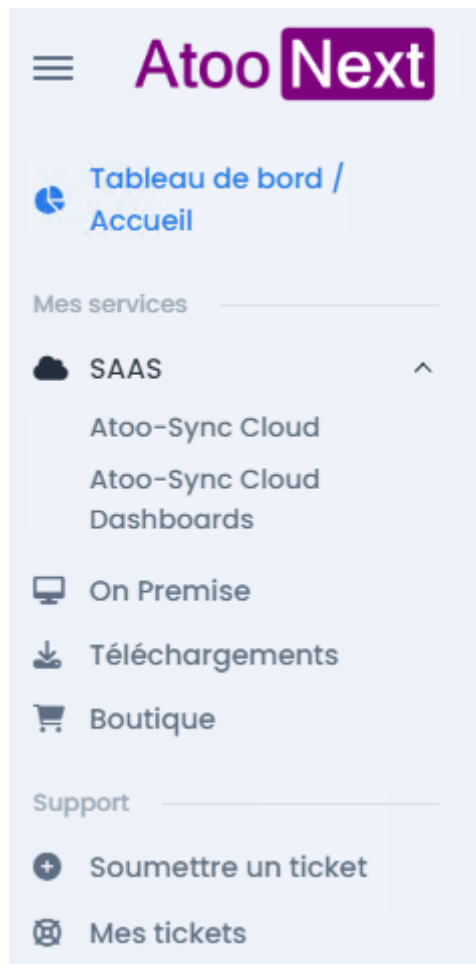 Atoo Next
Tableau de bord /
Accueil
Mes services
SAAS
Atoo-Sync Cloud
Atoo-Sync Cloud
Dashboards
On Premise
Téléchargements
Boutique
Support
Soumettre un ticket
Mes tickets